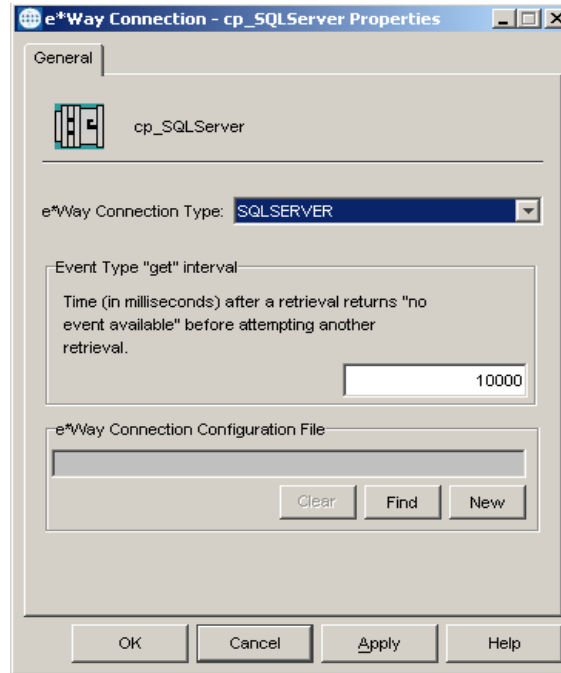 e*Way Connection - cp_SQLServer Properties
General
cp_SQLServer
e*Way Connection Type: SQLSERVER
Event Type "get" interval
Time (in milliseconds) after a retrieval returns "no
event available" before attempting another
retrieval.
10000
e*Way Connection Configuration File
Clear Find New
OK Cancel Apply Help